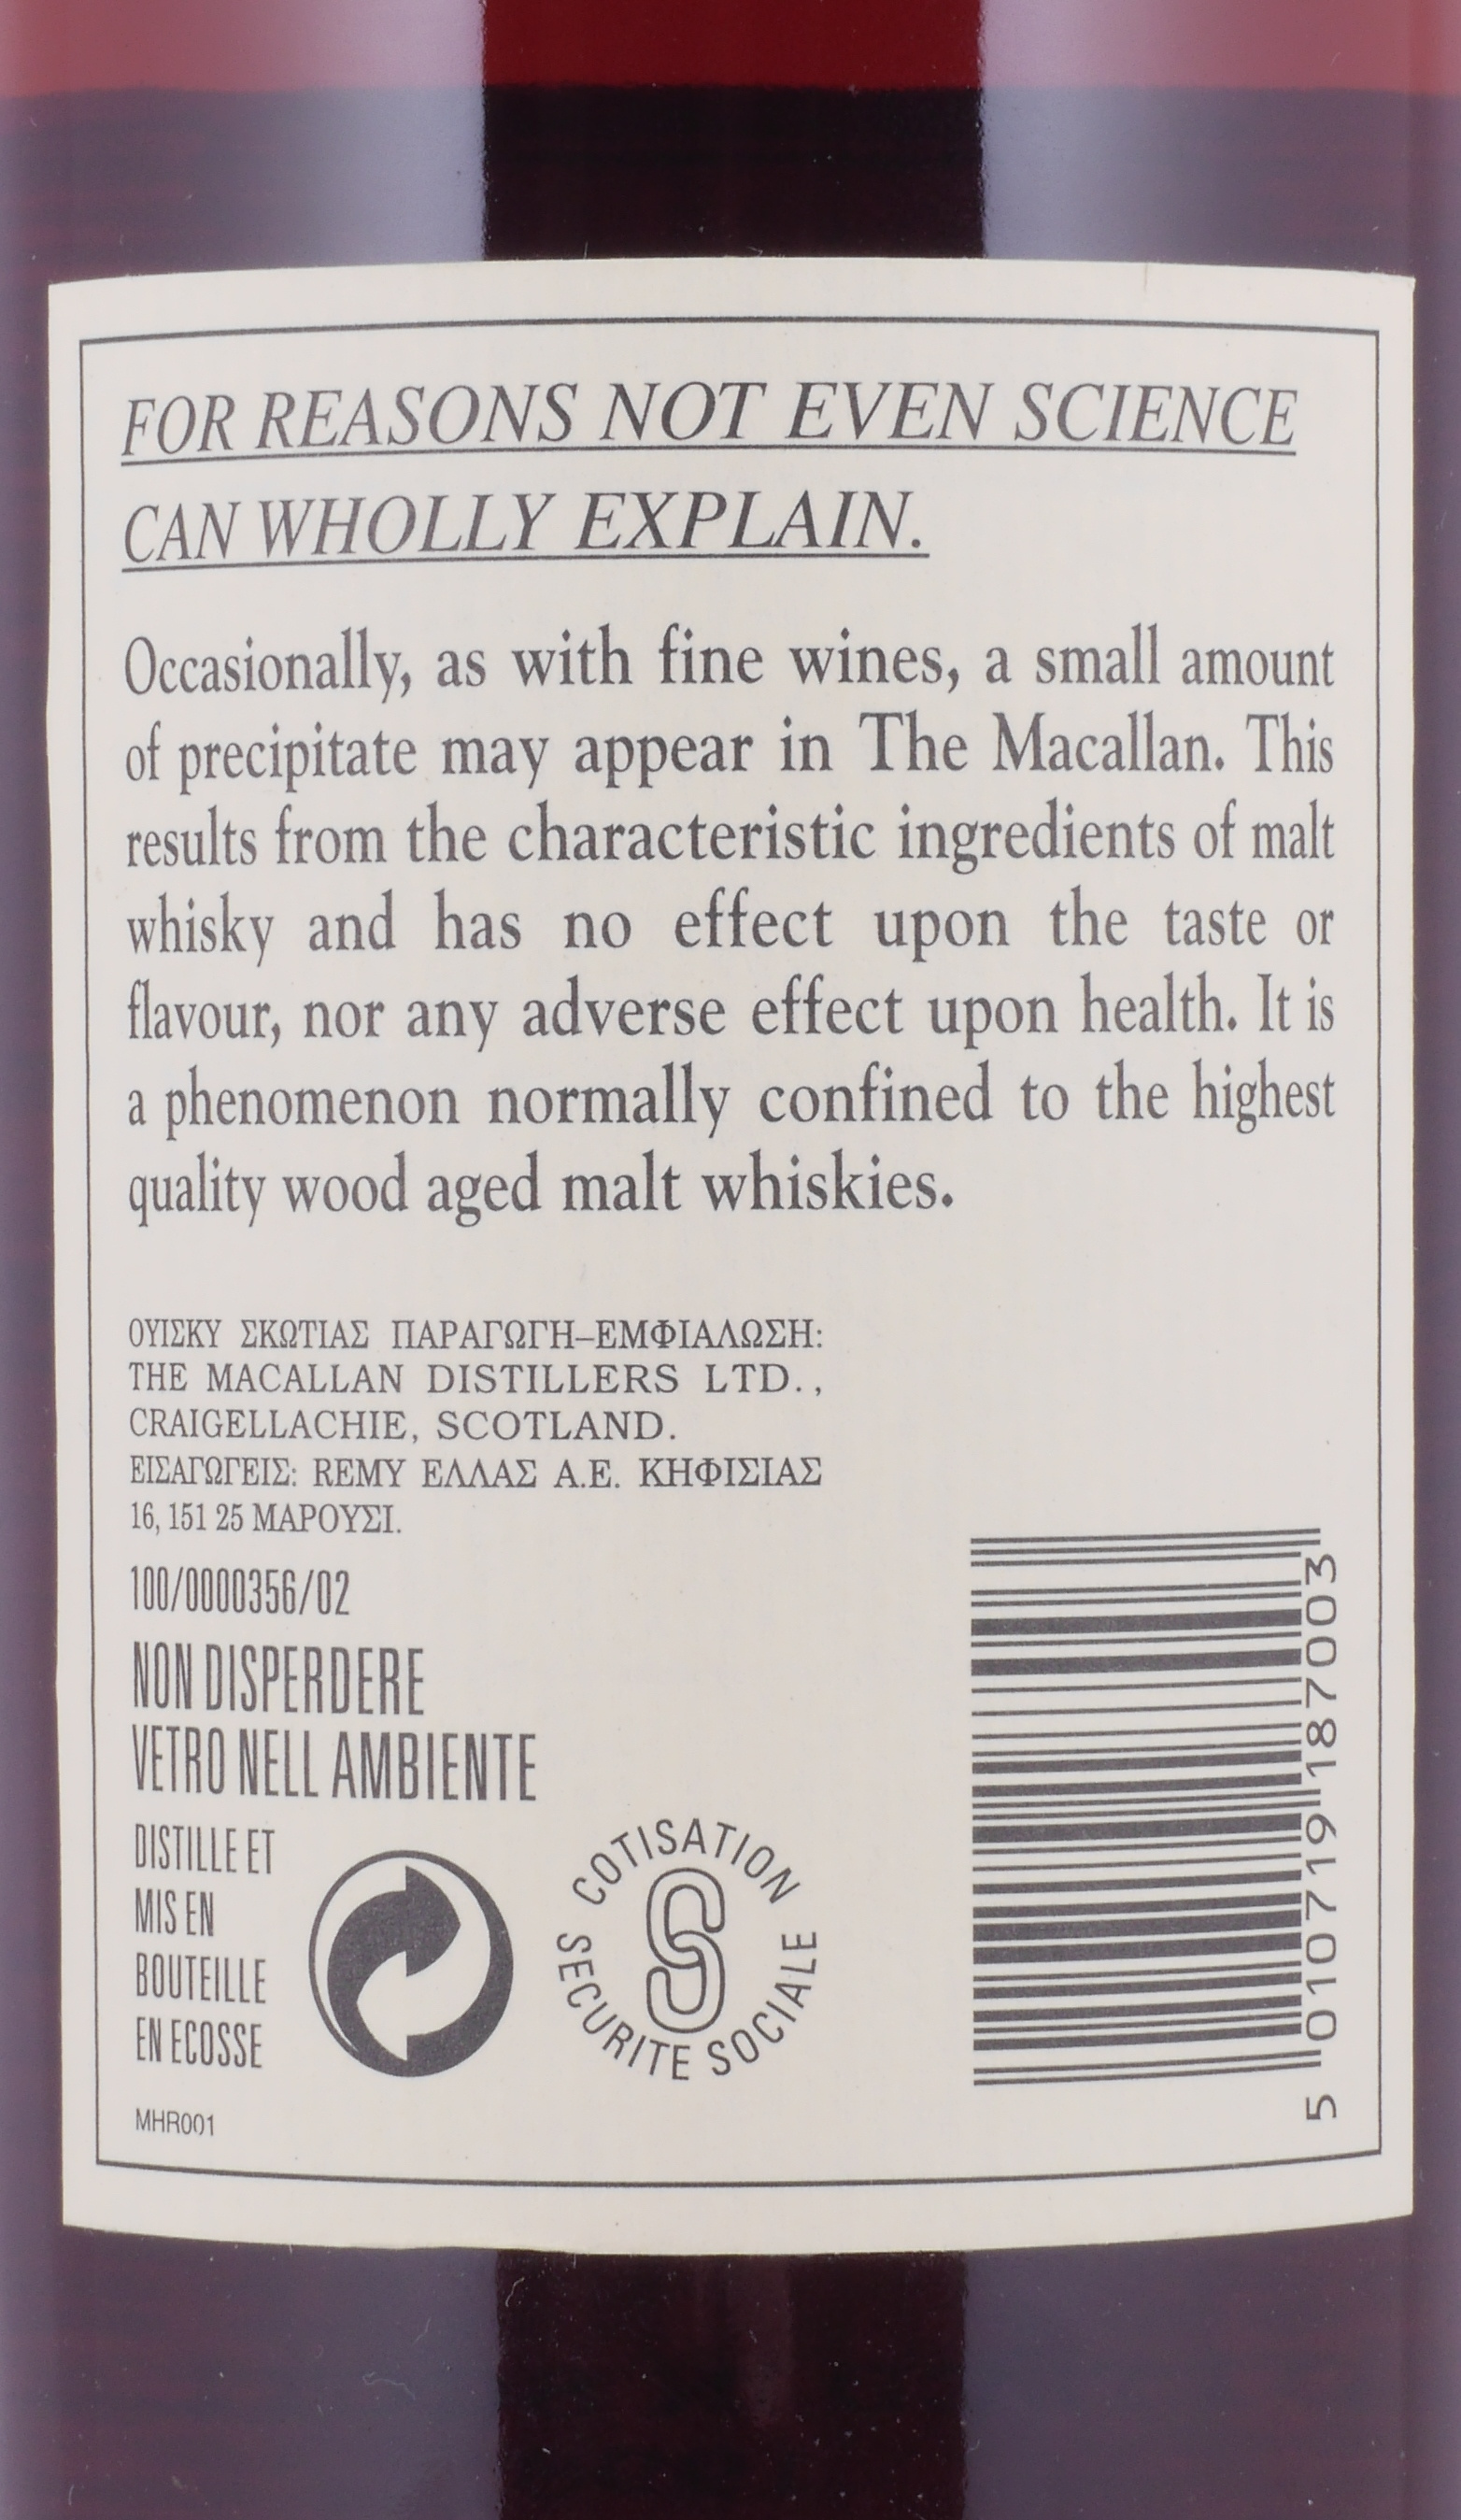 FOR REASONS NOT EVEN SCIENCE
CAN WHOLLY EXPLAIN.
Occasionally, as with fine wines, a small amount
of precipitate may appear in The Macallan. This
results from the characteristic ingredients of malt
whisky and has no effect upon the taste or
flavour, nor any adverse effect upon health. It is
a phenomenon normally confined to the highest
quality wood aged malt whiskies.
ΟΥΙΣΚΥ ΣΚΩΤΙΑΣ ΠΑΡΑΓΩΓΗ–ΕΜΦΙΑΛΩΣΗ:
THE MACALLAN DISTILLERS LTD.,
CRAIGELLACHIE, SCOTLAND.
ΕΙΣΑΓΩΓΕΙΣ: REMY ΕΛΛΑΣ Α.Ε. ΚΗΦΙΣΙΑΣ
16, 151 25 ΜΑΡΟΥΣΙ.
100/0000356/02
NON DISPERDERE
VETRO NELL AMBIENTE
DISTILLE ET
MIS EN
BOUTEILLE
EN ECOSSE
COTISATION
SECURITE SOCIALE
MHR001
5 010719 187003